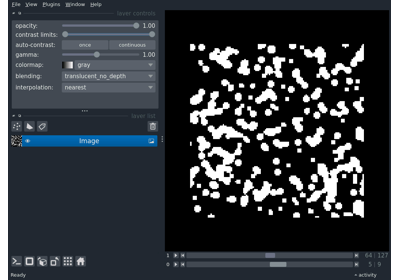 File View Plugins Window Help
layer controls
opacity: 1.00
contrast limits:
auto-contrast: once continuous
gamma: 1.00
colormap: gray
blending: translucent_no_depth
interpolation: nearest
layer list
Image
1 64 127
0 5 9
Ready activity